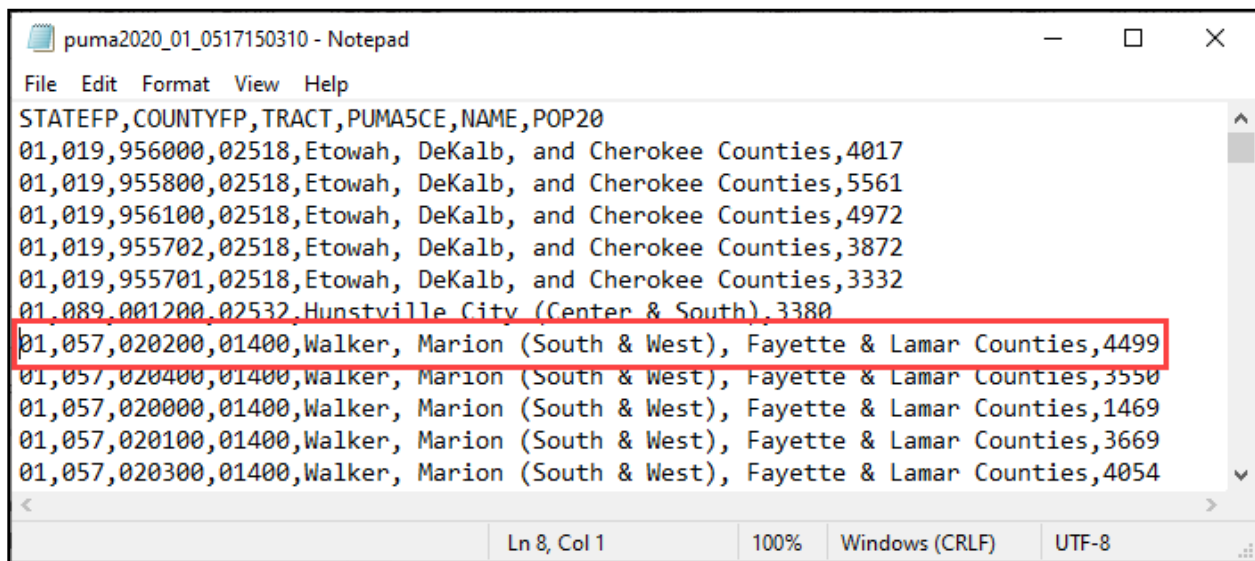 puma2020_01_0517150310 - Notepad
File Edit Format View Help
STATEFP,COUNTYFP,TRACT,PUMA5CE,NAME,POP20
01,019,956000,02518,Etowah, DeKalb, and Cherokee Counties,4017
01,019,955800,02518,Etowah, DeKalb, and Cherokee Counties,5561
01,019,956100,02518,Etowah, DeKalb, and Cherokee Counties,4972
01,019,955702,02518,Etowah, DeKalb, and Cherokee Counties,3872
01,019,955701,02518,Etowah, DeKalb, and Cherokee Counties,3332
01,089,001200,02532,Hunstville City (Center & South),3380
01,057,020200,01400,Walker, Marion (South & West), Fayette & Lamar Counties,4499
01,057,020400,01400,Walker, Marion (South & West), Fayette & Lamar Counties,3550
01,057,020000,01400,Walker, Marion (South & West), Fayette & Lamar Counties,1469
01,057,020100,01400,Walker, Marion (South & West), Fayette & Lamar Counties,3669
01,057,020300,01400,Walker, Marion (South & West), Fayette & Lamar Counties,4054
Ln 8, Col 1 100% Windows (CRLF) UTF-8